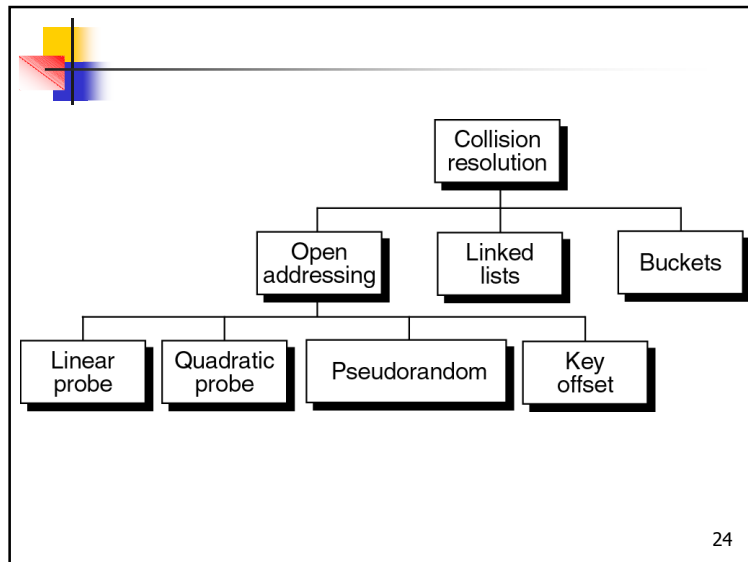 Collision
resolution
Open
addressing
Linked
lists
Buckets
Linear
probe
Quadratic
probe
Pseudorandom
Key
offset
24